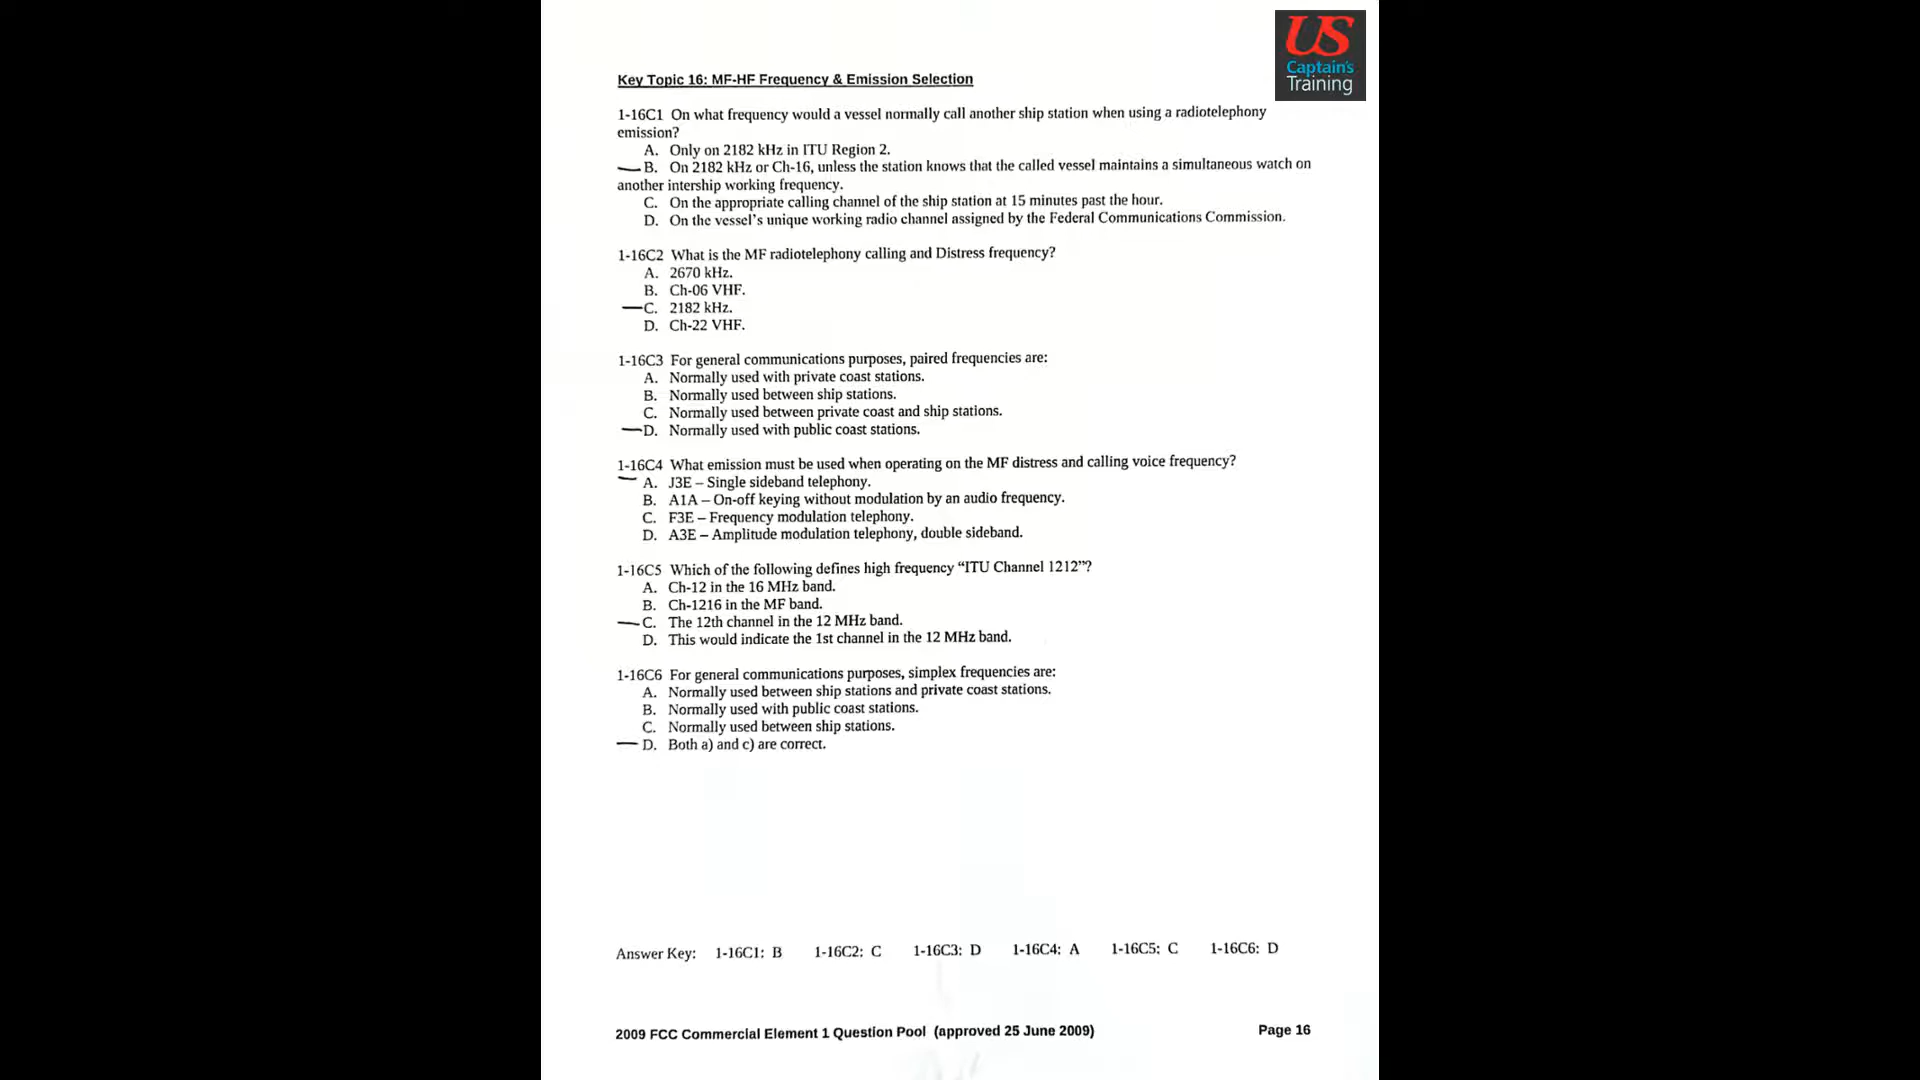 US
Captain's
Training
Key Topic 16: MF-HF Frequency & Emission Selection
1-16C1 On what frequency would a vessel normally call another ship station when using a radiotelephony
emission?
A. Only on 2182 kHz in ITU Region 2.
B. On 2182 kHz or Ch-16, unless the station knows that the called vessel maintains a simultaneous watch on
another intership working frequency.
C. On the appropriate calling channel of the ship station at 15 minutes past the hour.
D. On the vessel's unique working radio channel assigned by the Federal Communications Commission.
1-16C2 What is the MF radiotelephony calling and Distress frequency?
A. 2670 kHz.
B. Ch-06 VHF.
C. 2182 kHz.
D. Ch-22 VHF.
1-16C3 For general communications purposes, paired frequencies are:
A. Normally used with private coast stations.
B. Normally used between ship stations.
C. Normally used between private coast and ship stations.
D. Normally used with public coast stations.
1-16C4 What emission must be used when operating on the MF distress and calling voice frequency?
A. J3E – Single sideband telephony.
B. A1A – On-off keying without modulation by an audio frequency.
C. F3E – Frequency modulation telephony.
D. A3E – Amplitude modulation telephony, double sideband.
1-16C5 Which of the following defines high frequency “ITU Channel 1212”?
A. Ch-12 in the 16 MHz band.
B. Ch-1216 in the MF band.
C. The 12th channel in the 12 MHz band.
D. This would indicate the 1st channel in the 12 MHz band.
1-16C6 For general communications purposes, simplex frequencies are:
A. Normally used between ship stations and private coast stations.
B. Normally used with public coast stations.
C. Normally used between ship stations.
D. Both a) and c) are correct.
Answer Key: 1-16C1: B 1-16C2: C 1-16C3: D 1-16C4: A 1-16C5: C 1-16C6: D
2009 FCC Commercial Element 1 Question Pool (approved 25 June 2009) Page 16